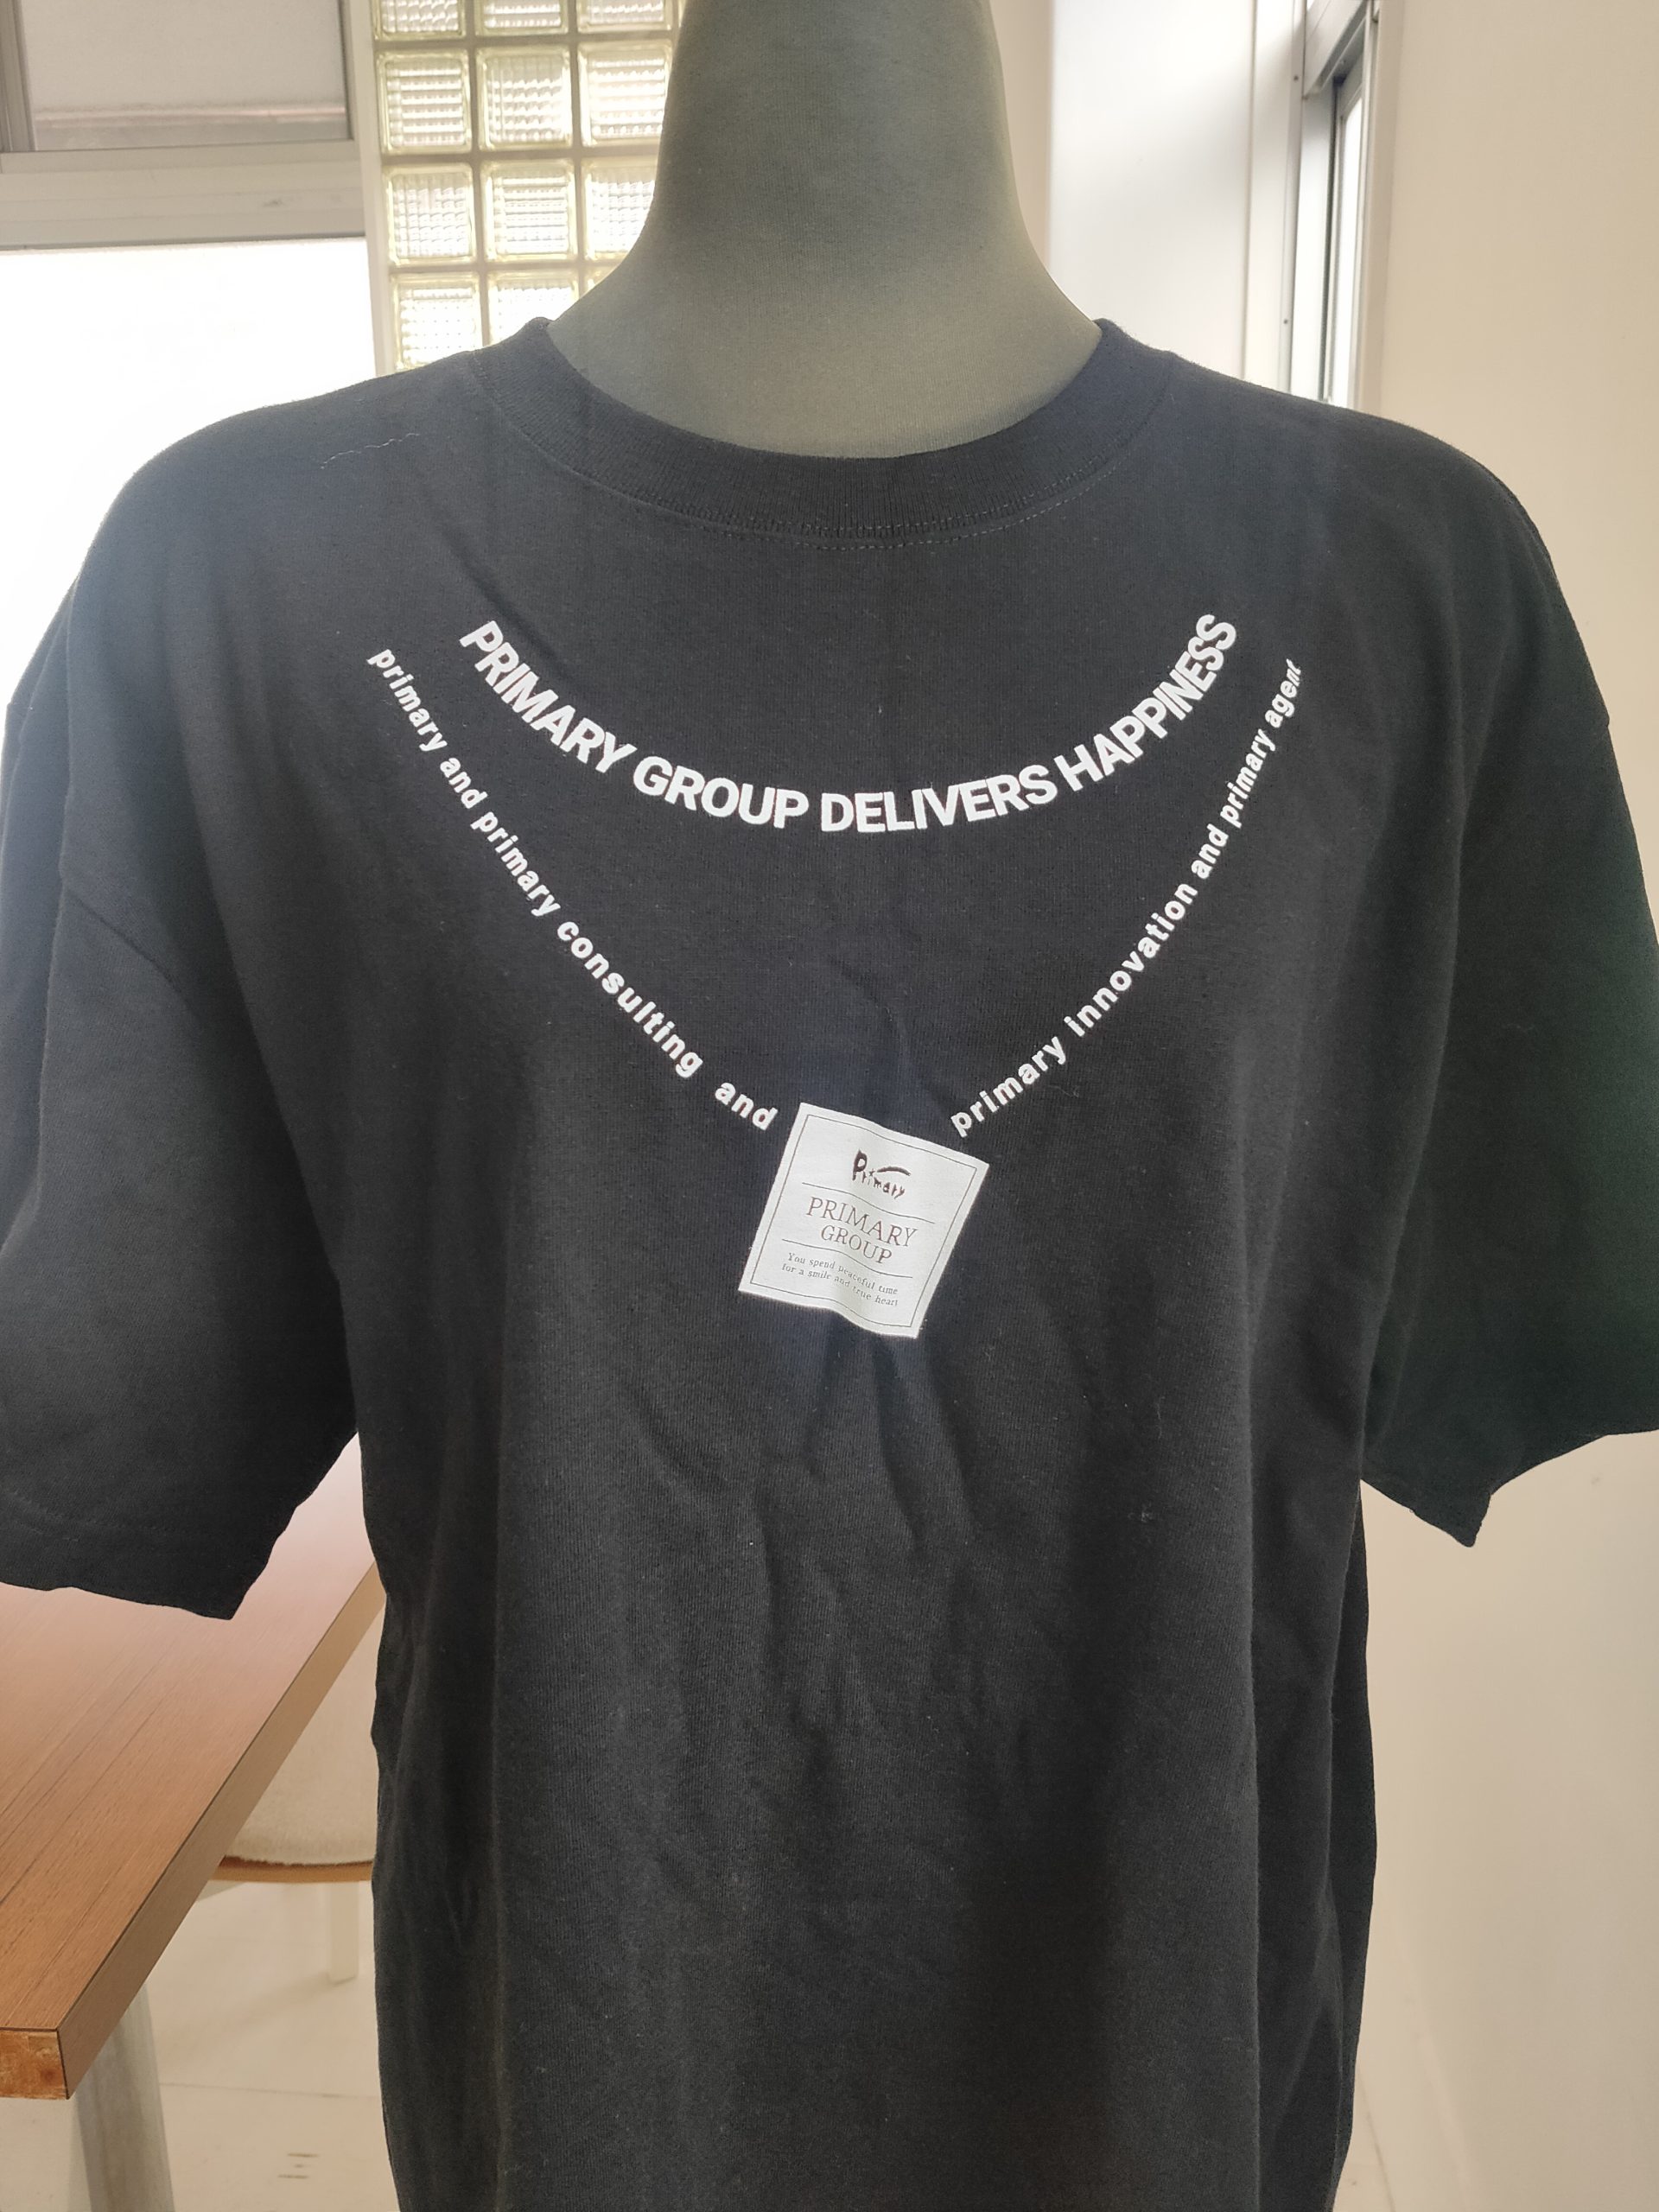 PRIMARY GROUP DELIVERS HAPPINESS
primary and primary consulting and
primary innovation and primary agent
Primary
PRIMARY
GROUP
You spend peaceful time
for a smile and true heart